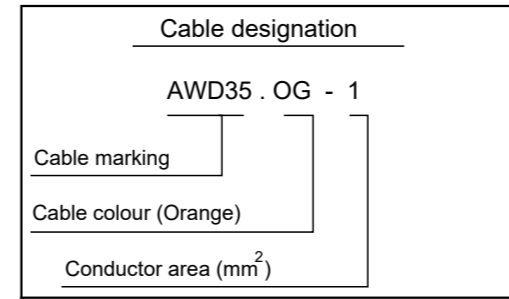 Cable designation
AWD35 . OG - 1
Cable marking
Cable colour (Orange)
Conductor area (mm²)